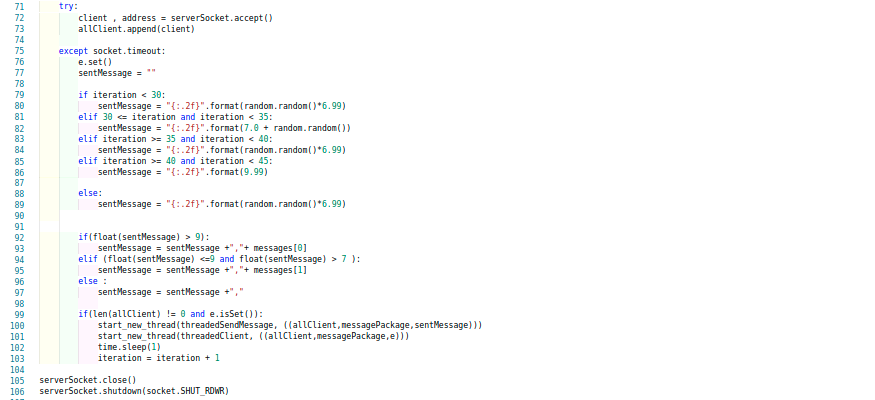 71 try:
72 client , address = serverSocket.accept()
73 allClient.append(client)
74
75 except socket.timeout:
76 e.set()
77 sentMessage = ""
78
79 if iteration < 30:
80 sentMessage = "{:.2f}".format(random.random()*6.99)
81 elif 30 <= iteration and iteration < 35:
82 sentMessage = "{:.2f}".format(7.0 + random.random())
83 elif iteration >= 35 and iteration < 40:
84 sentMessage = "{:.2f}".format(random.random()*6.99)
85 elif iteration >= 40 and iteration < 45:
86 sentMessage = "{:.2f}".format(9.99)
87
88 else:
89 sentMessage = "{:.2f}".format(random.random()*6.99)
90
91
92 if(float(sentMessage) > 9):
93 sentMessage = sentMessage +","+ messages[0]
94 elif (float(sentMessage) <=9 and float(sentMessage) > 7 ):
95 sentMessage = sentMessage +","+ messages[1]
96 else :
97 sentMessage = sentMessage +","
98
99 if(len(allClient) != 0 and e.isSet()):
100 start_new_thread(threadedSendMessage, ((allClient,messagePackage,sentMessage)))
101 start_new_thread(threadedClient, ((allClient,messagePackage,e)))
102 time.sleep(1)
103 iteration = iteration + 1
104
105 serverSocket.close()
106 serverSocket.shutdown(socket.SHUT_RDWR)